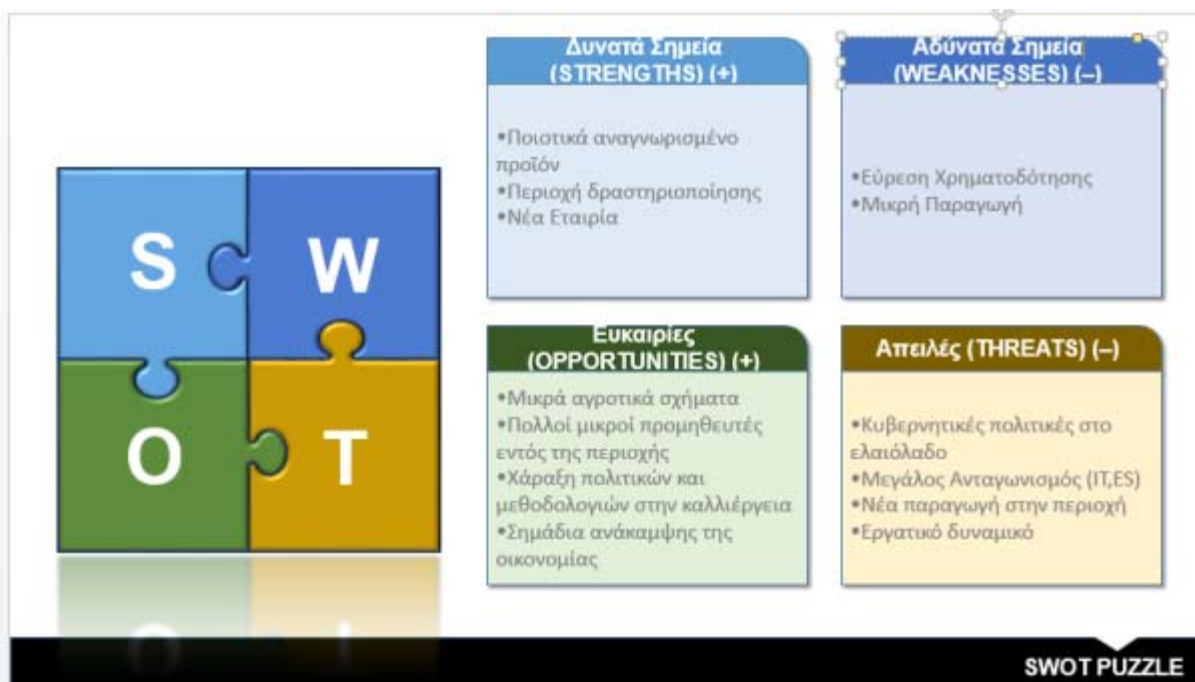 S
W
O
T
Δυνατά Σημεία
(STRENGTHS) (+)
•Ποιοτικά αναγνωρισμένο
προϊόν
•Περιοχή δραστηριοποίησης
•Νέα Εταιρία
Αδύνατά Σημεία
(WEAKNESSES) (–)
•Εύρεση Χρηματοδότησης
•Μικρή Παραγωγή
Ευκαιρίες
(OPPORTUNITIES) (+)
•Μικρά αγροτικά σχήματα
•Πολλοί μικροί προμηθευτές
εντός της περιοχής
•Χάραξη πολιτικών και
μεθοδολογιών στην καλλιέργεια
•Σημάδια ανάκαμψης της
οικονομίας
Απειλές (THREATS) (–)
•Κυβερνητικές πολιτικές στο
ελαιόλαδο
•Μεγάλος Ανταγωνισμός (IT,ES)
•Νέα παραγωγή στην περιοχή
•Εργατικό δυναμικό
SWOT PUZZLE